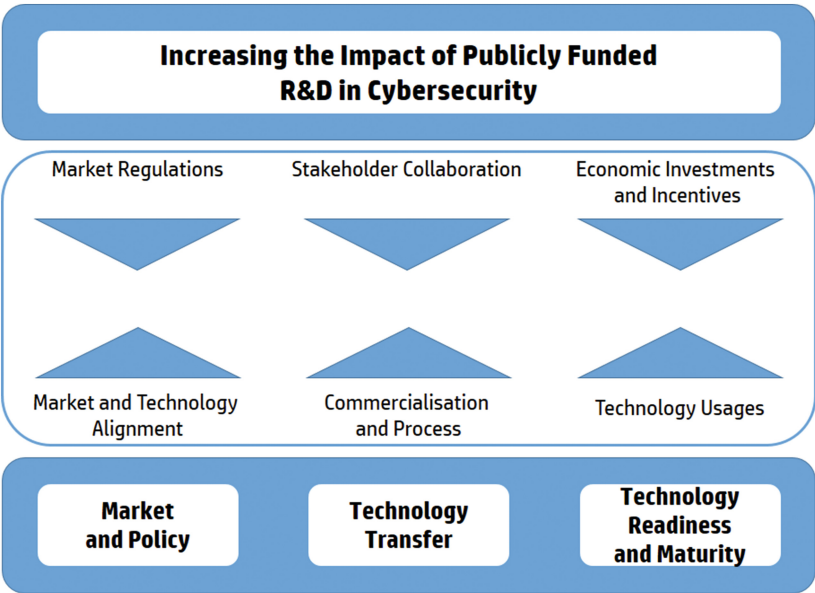 Increasing the Impact of Publicly Funded
R&D in Cybersecurity
Market Regulations
Stakeholder Collaboration
Economic Investments
and Incentives
Market and Technology
Alignment
Commercialisation
and Process
Technology Usages
Market
and Policy
Technology
Transfer
Technology
Readiness
and Maturity